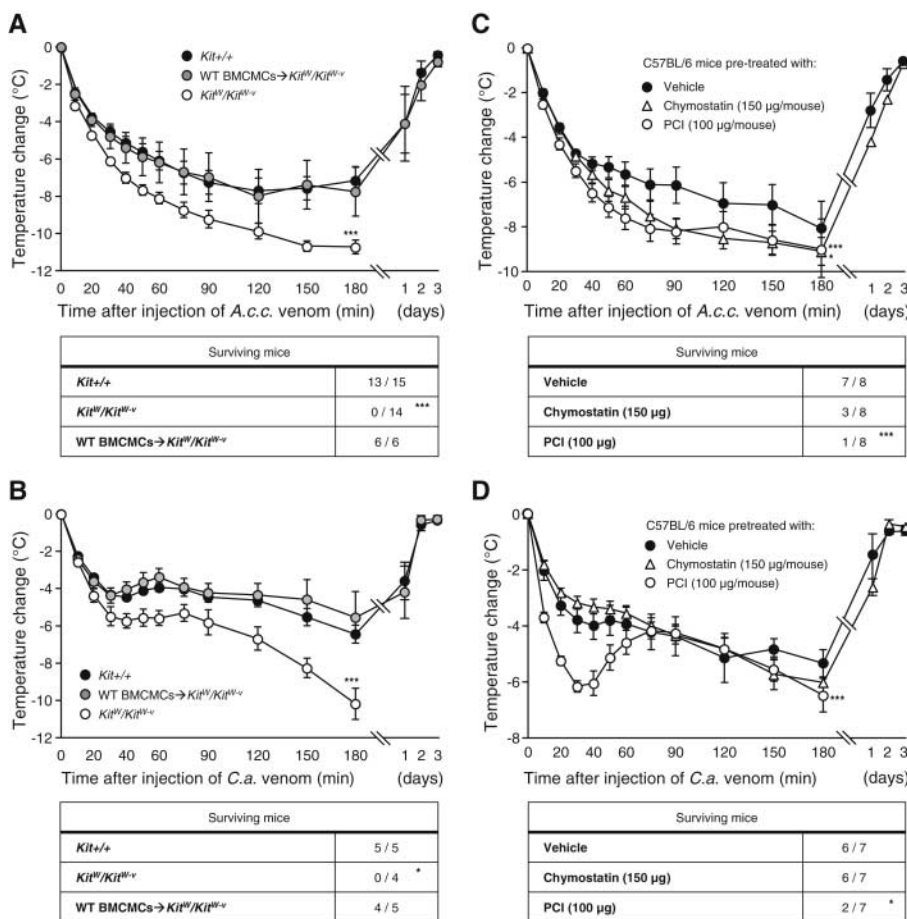 A
Temperature change (°C)
0
-2
-4
-6
-8
-10
-12
Kit+/+
WT BMCMCs→Kitᵂ/Kitᵂ⁻ᵛ
Kitᵂ/Kitᵂ⁻ᵛ
***
0 20 40 60 90 120 150 180 1 2 3
Time after injection of A.c.c. venom (min) (days)
Surviving mice
Kit+/+ 13 / 15
Kitᵂ/Kitᵂ⁻ᵛ 0 / 14 ***
WT BMCMCs→Kitᵂ/Kitᵂ⁻ᵛ 6 / 6
C
Temperature change (°C)
0
-2
-4
-6
-8
-10
C57BL/6 mice pre-treated with:
Vehicle
Chymostatin (150 µg/mouse)
PCI (100 µg/mouse)
***
*
0 20 40 60 90 120 150 180 1 2 3
Time after injection of A.c.c. venom (min) (days)
Surviving mice
Vehicle 7 / 8
Chymostatin (150 µg) 3 / 8
PCI (100 µg) 1 / 8 ***
B
Temperature change (°C)
0
-2
-4
-6
-8
-10
-12
Kit+/+
WT BMCMCs→Kitᵂ/Kitᵂ⁻ᵛ
Kitᵂ/Kitᵂ⁻ᵛ
***
0 20 40 60 90 120 150 180 1 2 3
Time after injection of C.a. venom (min) (days)
Surviving mice
Kit+/+ 5 / 5
Kitᵂ/Kitᵂ⁻ᵛ 0 / 4 *
WT BMCMCs→Kitᵂ/Kitᵂ⁻ᵛ 4 / 5
D
Temperature change (°C)
0
-2
-4
-6
-8
C57BL/6 mice pretreated with:
Vehicle
Chymostatin (150 µg/mouse)
PCI (100 µg/mouse)
***
0 20 40 60 90 120 150 180 1 2 3
Time after injection of C.a. venom (min) (days)
Surviving mice
Vehicle 6 / 7
Chymostatin (150 µg) 6 / 7
PCI (100 µg) 2 / 7 *